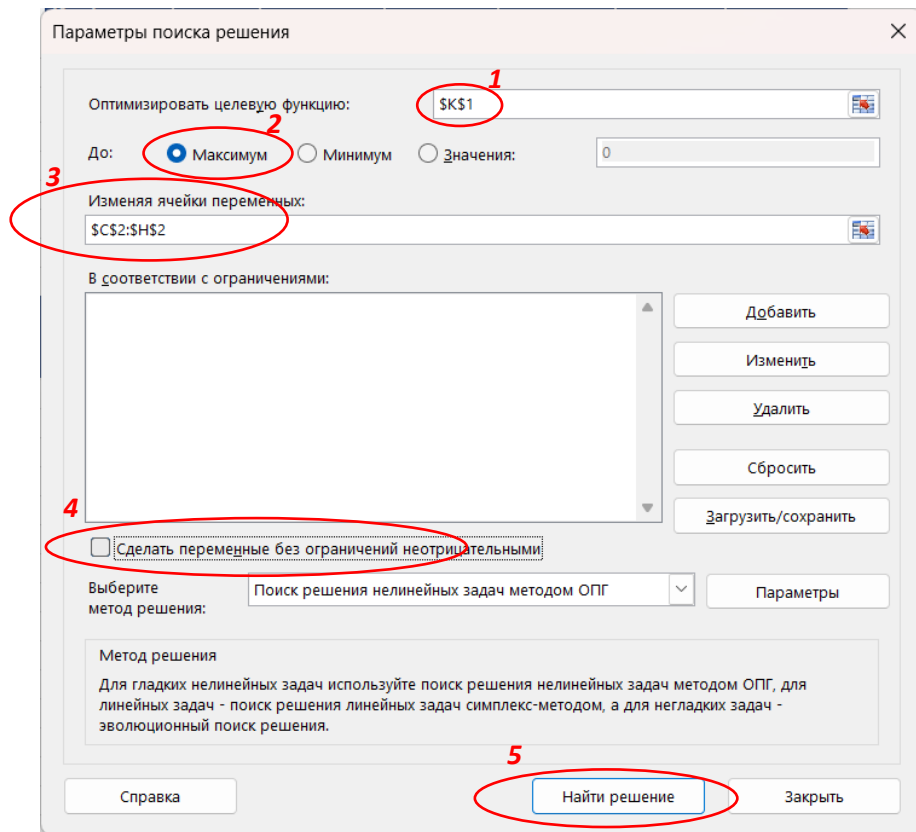 Параметры поиска решения
1
Оптимизировать целевую функцию: $K$1
2
До: Максимум Минимум Значения: 0
3
Изменяя ячейки переменных:
$C$2:$H$2
В соответствии с ограничениями:
Добавить
Изменить
Удалить
Сбросить
Загрузить/сохранить
4
Сделать переменные без ограничений неотрицательными
Выберите
метод решения:
Поиск решения нелинейных задач методом ОПГ
Параметры
Метод решения
Для гладких нелинейных задач используйте поиск решения нелинейных задач методом ОПГ, для
линейных задач - поиск решения линейных задач симплекс-методом, а для негладких задач -
эволюционный поиск решения.
5
Справка Найти решение Закрыть